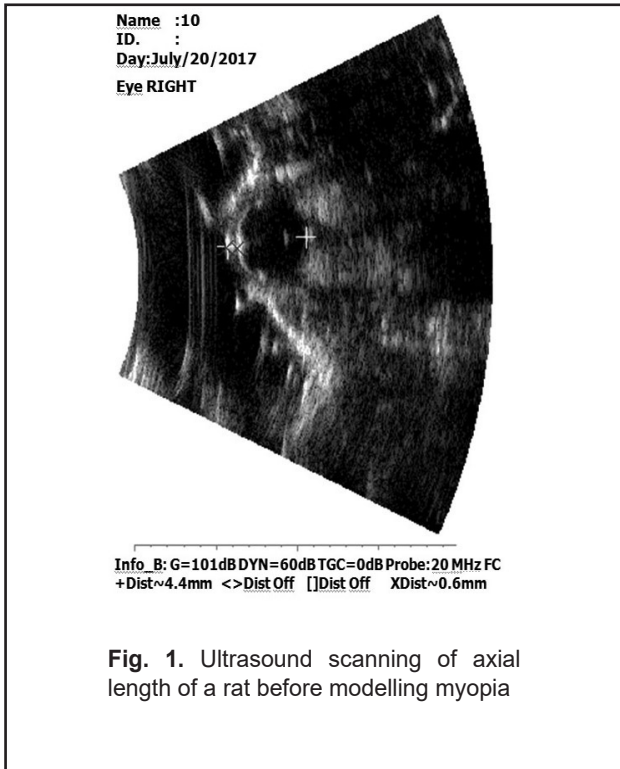 Name :10
ID. :
Day:July/20/2017
Eye RIGHT
Info_B: G=101dB DYN=60dB TGC=0dB Probe:20 MHz FC
+Dist~4.4mm <>Dist Off []Dist Off XDist~0.6mm
Fig. 1. Ultrasound scanning of axial
length of a rat before modelling myopia